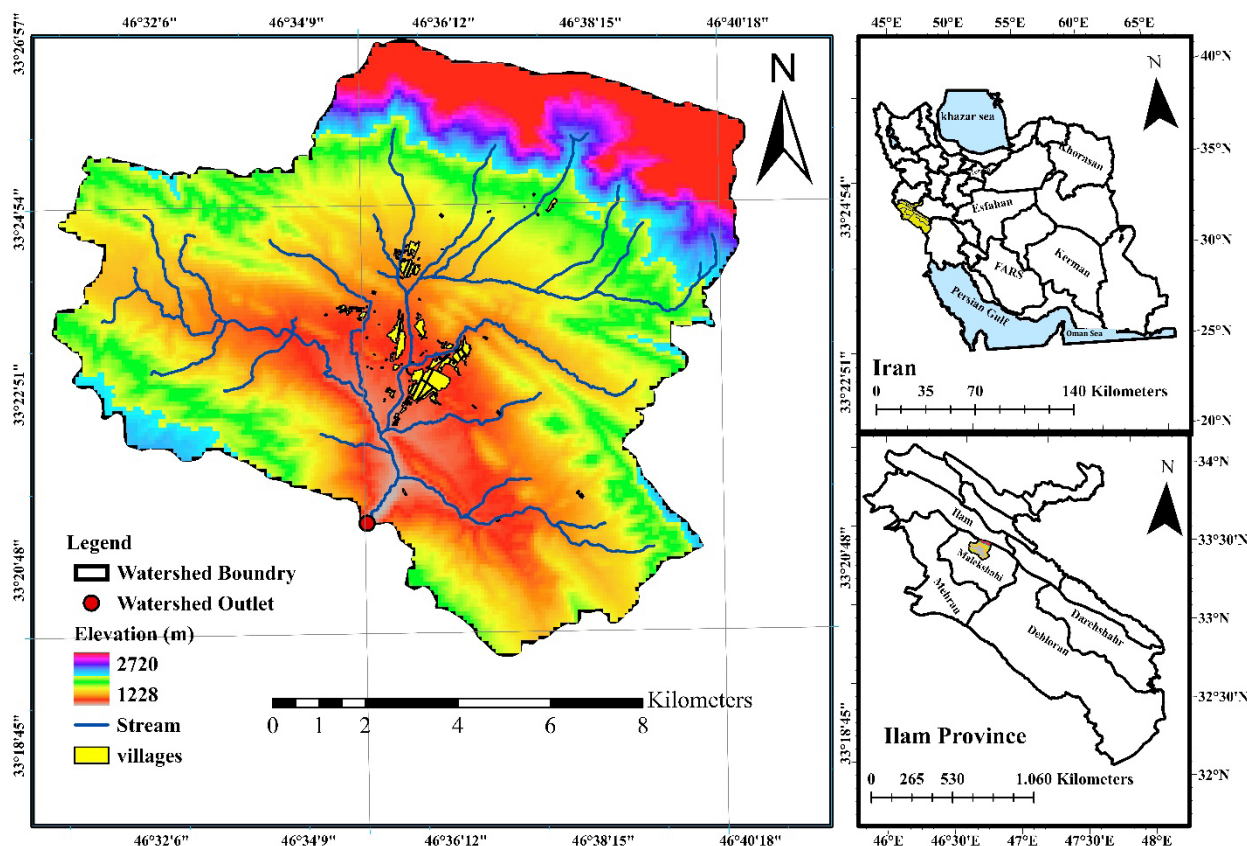 46°32'6" 46°34'9" 46°36'12" 46°38'15" 46°40'18"
33°26'57"
33°24'54"
33°22'51"
33°20'48"
33°18'45"
N
Legend
Watershed Boundry
Watershed Outlet
Elevation (m)
2720
1228
Stream
villages
Kilometers
0 1 2 4 6 8
33°26'57"
33°24'54"
33°22'51"
33°20'48"
33°18'45"
46°32'6" 46°34'9" 46°36'12" 46°38'15" 46°40'18"
45°E 50°E 55°E 60°E 65°E
40°N
35°N
30°N
25°N
20°N
N
khazar sea
Khorasan
Esfahan
FARS
Kerman
Persian Gulf
Oman Sea
Iran
0 35 70 140 Kilometers
34°N
33°30'N
33°N
32°30'N
32°N
N
Ilam
Malekshahi
Mehran
Darehshahr
Dehloran
Ilam Province
0 265 530 1.060 Kilometers
46°E 46°30'E 47°E 47°30'E 48°E